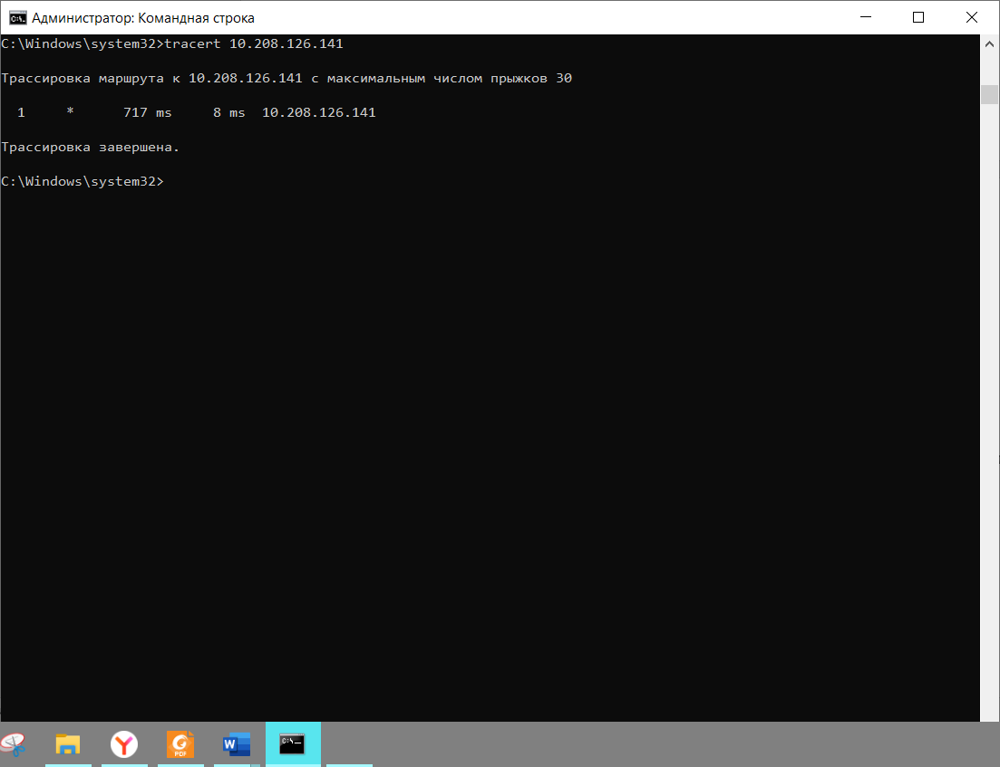 Администратор: Командная строка
C:\Windows\system32>tracert 10.208.126.141
Трассировка маршрута к 10.208.126.141 с максимальным числом прыжков 30
1 * 717 ms 8 ms 10.208.126.141
Трассировка завершена.
C:\Windows\system32>